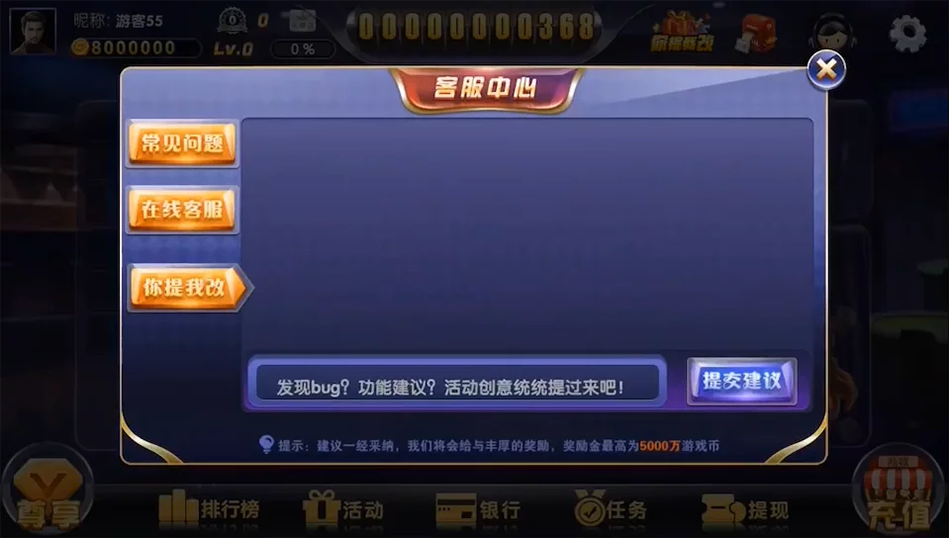 昵称: 游客55
0
8000000
Lv.0
0 %
0000000000368
你提我改
客服中心
常见问题
在线客服
你提我改
发现bug? 功能建议? 活动创意统统提过来吧!
提交建议
提示: 建议一经采纳, 我们将会给与丰厚的奖励, 奖励金最高为5000万游戏币
尊享
排行榜
活动
银行
任务
提现
商城
充值